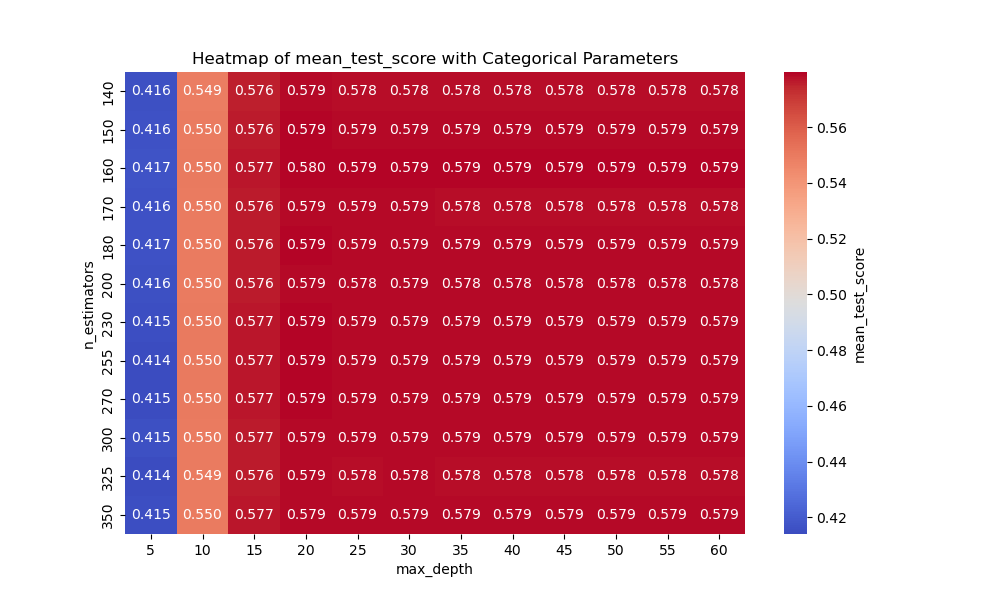 Heatmap of mean_test_score with Categorical Parameters
140 0.416 0.549 0.576 0.579 0.578 0.578 0.578 0.578 0.578 0.578 0.578 0.578
150 0.416 0.550 0.576 0.579 0.579 0.579 0.579 0.579 0.579 0.579 0.579 0.579
160 0.417 0.550 0.577 0.580 0.579 0.579 0.579 0.579 0.579 0.579 0.579 0.579
170 0.416 0.550 0.576 0.579 0.579 0.579 0.578 0.578 0.578 0.578 0.578 0.578
180 0.417 0.550 0.576 0.579 0.579 0.579 0.579 0.579 0.579 0.579 0.579 0.579
200 0.416 0.550 0.576 0.579 0.578 0.579 0.578 0.578 0.578 0.578 0.578 0.578
230 0.415 0.550 0.577 0.579 0.579 0.579 0.579 0.579 0.579 0.579 0.579 0.579
255 0.414 0.550 0.577 0.579 0.579 0.579 0.579 0.579 0.579 0.579 0.579 0.579
270 0.415 0.550 0.577 0.579 0.579 0.579 0.579 0.579 0.579 0.579 0.579 0.579
300 0.415 0.550 0.577 0.579 0.579 0.579 0.579 0.579 0.579 0.579 0.579 0.579
325 0.414 0.549 0.576 0.579 0.578 0.579 0.578 0.578 0.578 0.578 0.578 0.578
350 0.415 0.550 0.577 0.579 0.579 0.579 0.579 0.579 0.579 0.579 0.579 0.579
5 10 15 20 25 30 35 40 45 50 55 60
max_depth
n_estimators
0.56
0.54
0.52
0.50
0.48
0.46
0.44
0.42
mean_test_score